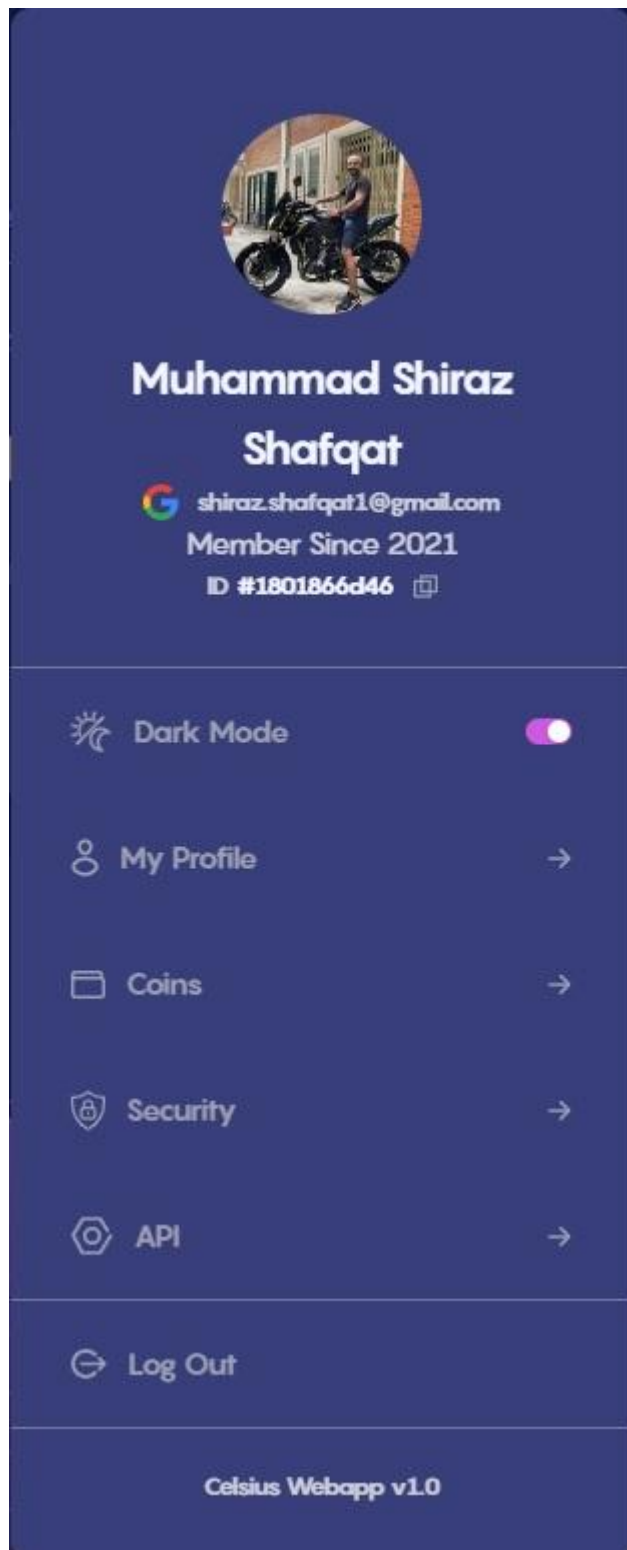 Muhammad Shiraz
Shafqat
shiraz.shafqat1@gmail.com
Member Since 2021
ID #1801866d46
Dark Mode
My Profile
Coins
Security
API
Log Out
Celsius Webapp v1.0